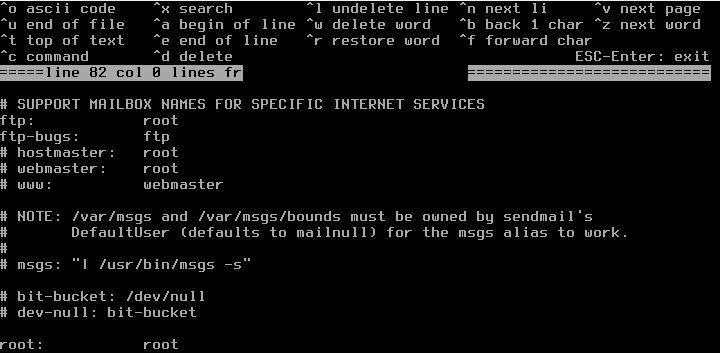 ^o ascii code ^x search ^l undelete line ^n next li ^v next page
^u end of file ^a begin of line ^w delete word ^b back 1 char ^z next word
^t top of text ^e end of line ^r restore word ^f forward char
^c command ^d delete ESC-Enter: exit
=====line 82 col 0 lines fr ===========================
# SUPPORT MAILBOX NAMES FOR SPECIFIC INTERNET SERVICES
ftp: root
ftp-bugs: ftp
# hostmaster: root
# webmaster: root
# www: webmaster
# NOTE: /var/msgs and /var/msgs/bounds must be owned by sendmail's
# DefaultUser (defaults to mailnull) for the msgs alias to work.
#
# msgs: "| /usr/bin/msgs -s"
# bit-bucket: /dev/null
# dev-null: bit-bucket
root: root